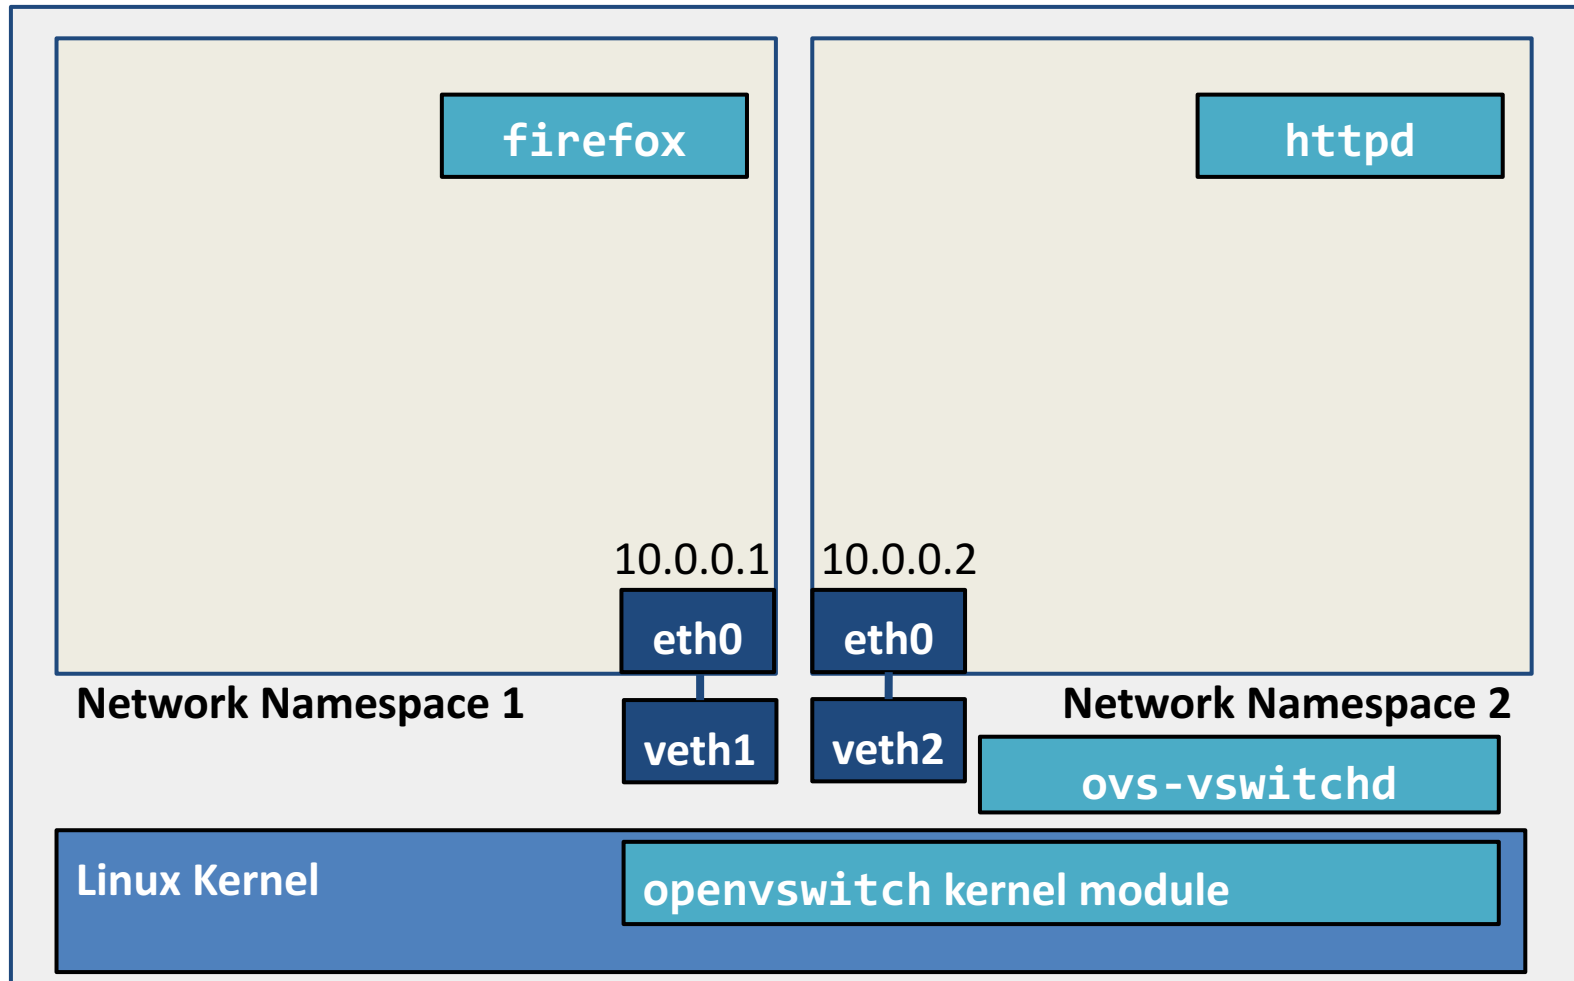 firefox
httpd
10.0.0.1
10.0.0.2
eth0
eth0
Network Namespace 1
Network Namespace 2
veth1
veth2
ovs-vswitchd
Linux Kernel
openvswitch kernel module